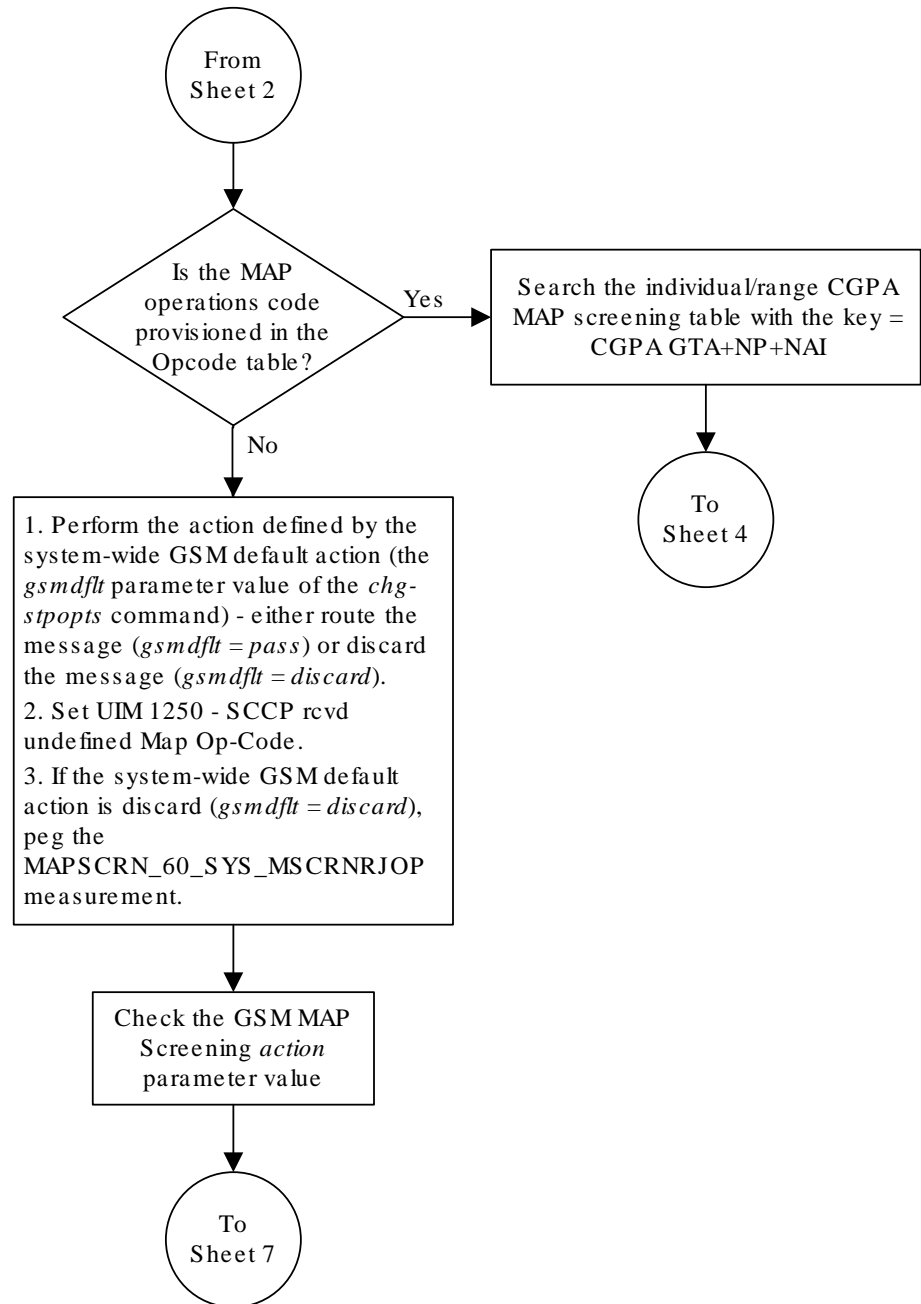 From
Sheet 2
Is the MAP
operations code
provisioned in the
Opcode table?
Yes
Search the individual/range CGPA
MAP screening table with the key =
CGPA GTA+NP+NAI
To
Sheet 4
No
1. Perform the action defined by the
system-wide GSM default action (the
gsmdflt parameter value of the chg-
stpopts command) - either route the
message (gsmdflt = pass) or discard
the message (gsmdflt = discard).
2. Set UIM 1250 - SCCP rcvd
undefined Map Op-Code.
3. If the system-wide GSM default
action is discard (gsmdflt = discard),
peg the
MAPSCRN_60_SYS_MSCRNRJOP
measurement.
Check the GSM MAP
Screening action
parameter value
To
Sheet 7